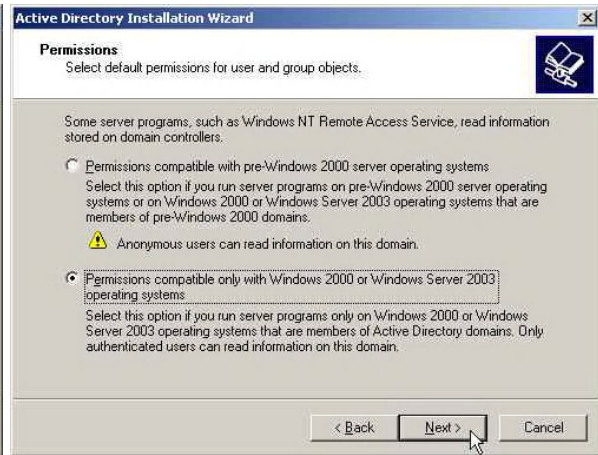 Active Directory Installation Wizard
Permissions
Select default permissions for user and group objects.
Some server programs, such as Windows NT Remote Access Service, read information
stored on domain controllers.
Permissions compatible with pre-Windows 2000 server operating systems
Select this option if you run server programs on pre-Windows 2000 server operating
systems or on Windows 2000 or Windows Server 2003 operating systems that are
members of pre-Windows 2000 domains.
Anonymous users can read information on this domain.
Permissions compatible only with Windows 2000 or Windows Server 2003
operating systems
Select this option if you run server programs only on Windows 2000 or Windows
Server 2003 operating systems that are members of Active Directory domains. Only
authenticated users can read information on this domain.
< Back Next > Cancel